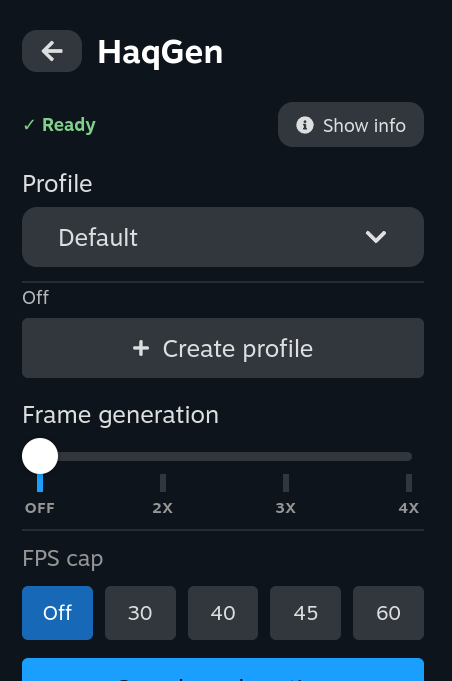 HaqGen
✓ Ready
Show info
Profile
Default
Off
+ Create profile
Frame generation
OFF 2X 3X 4X
FPS cap
Off 30 40 45 60